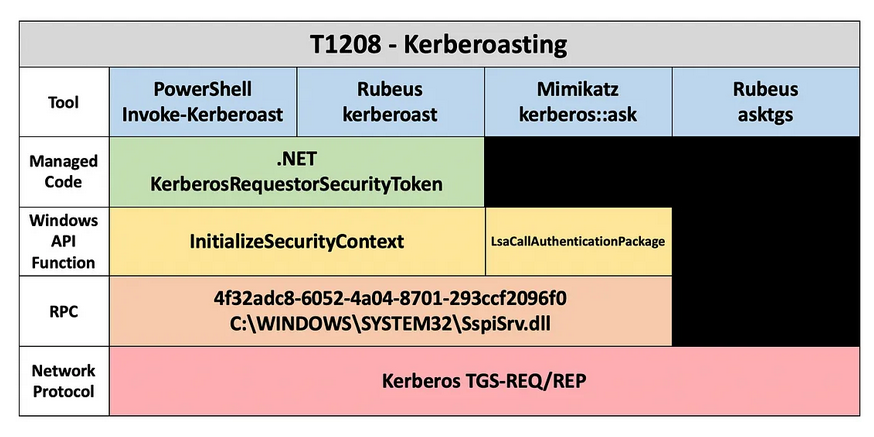 T1208 - Kerberoasting
Tool
PowerShell
Invoke-Kerberoast
Rubeus
kerberoast
Mimikatz
kerberos::ask
Rubeus
asktgs
Managed
Code
.NET
KerberosRequestorSecurityToken
Windows
API
Function
InitializeSecurityContext
LsaCallAuthenticationPackage
RPC
4f32adc8-6052-4a04-8701-293ccf2096f0
C:\WINDOWS\SYSTEM32\SspiSrv.dll
Network
Protocol
Kerberos TGS-REQ/REP